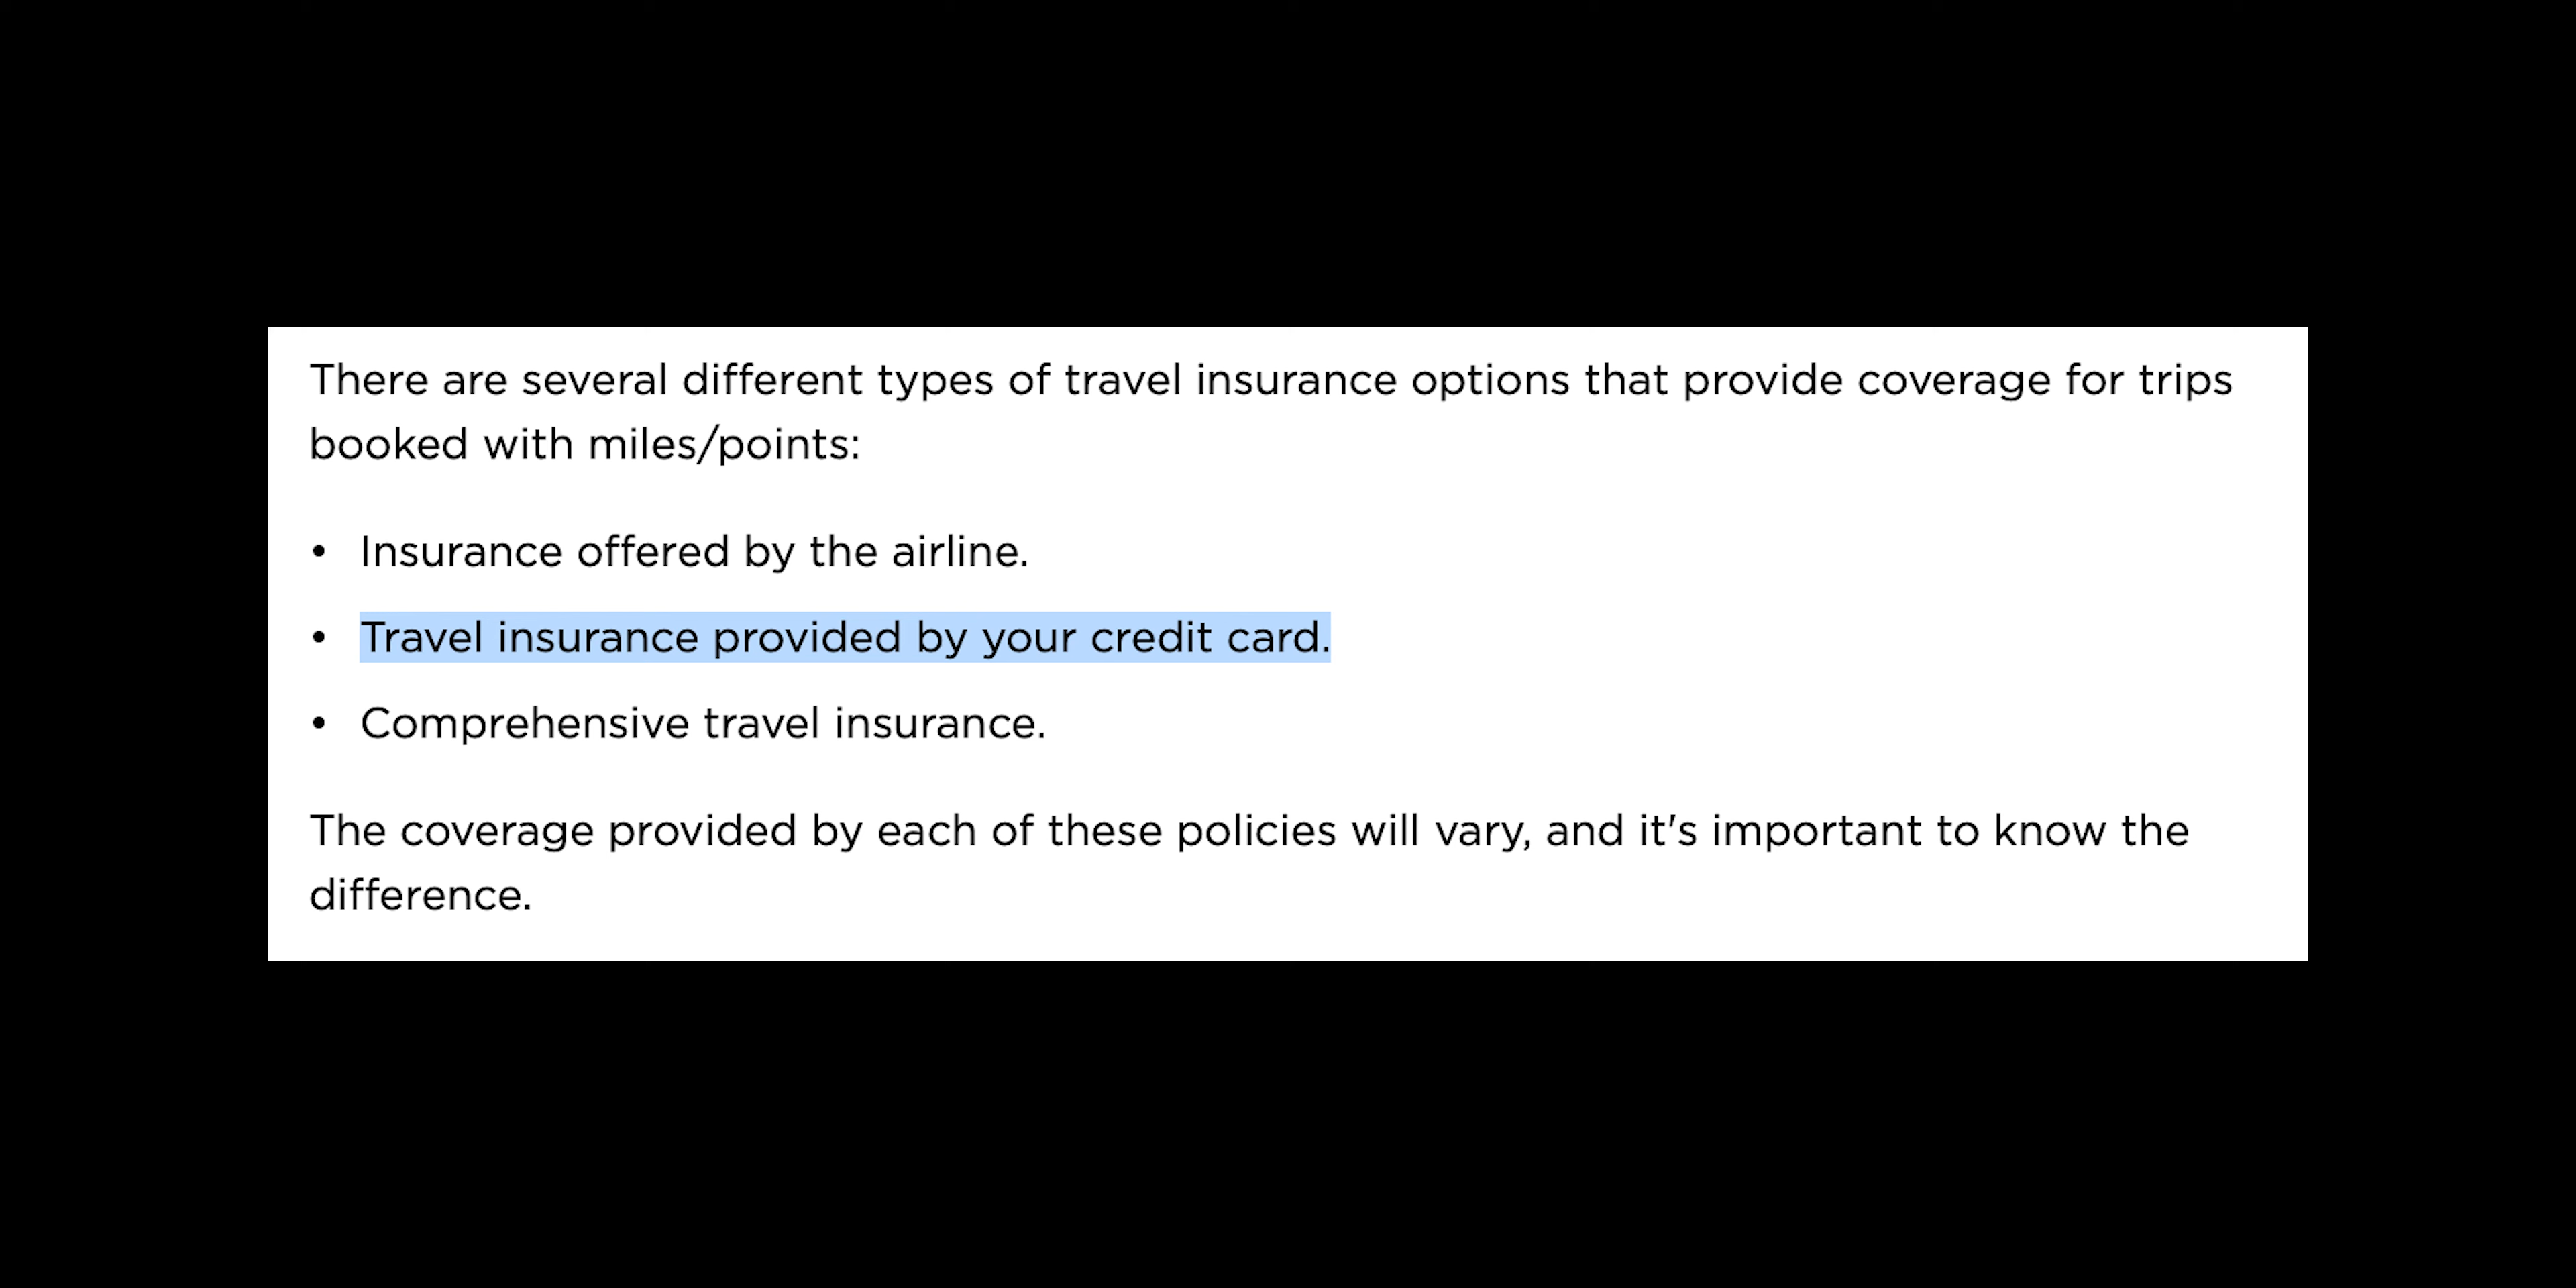 There are several different types of travel insurance options that provide coverage for trips
booked with miles/points:
• Insurance offered by the airline.
• Travel insurance provided by your credit card.
• Comprehensive travel insurance.
The coverage provided by each of these policies will vary, and it's important to know the
difference.